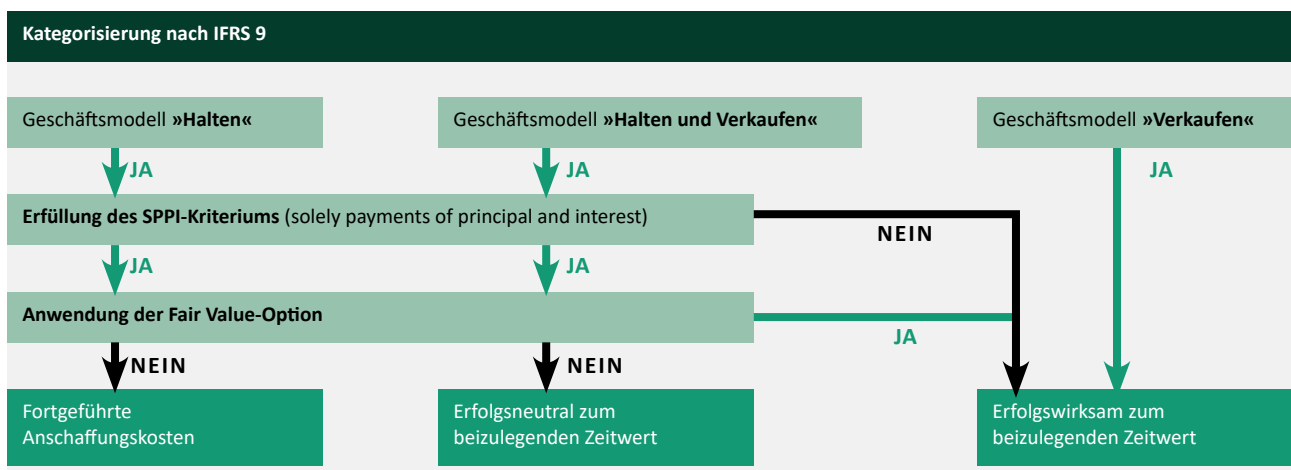 Kategorisierung nach IFRS 9
Geschäftsmodell »Halten«
Geschäftsmodell »Halten und Verkaufen«
Geschäftsmodell »Verkaufen«
JA
JA
JA
Erfüllung des SPPI-Kriteriums (solely payments of principal and interest)
NEIN
JA
JA
Anwendung der Fair Value-Option
JA
NEIN
NEIN
Fortgeführte
Anschaffungskosten
Erfolgsneutral zum
beizulegenden Zeitwert
Erfolgswirksam zum
beizulegenden Zeitwert